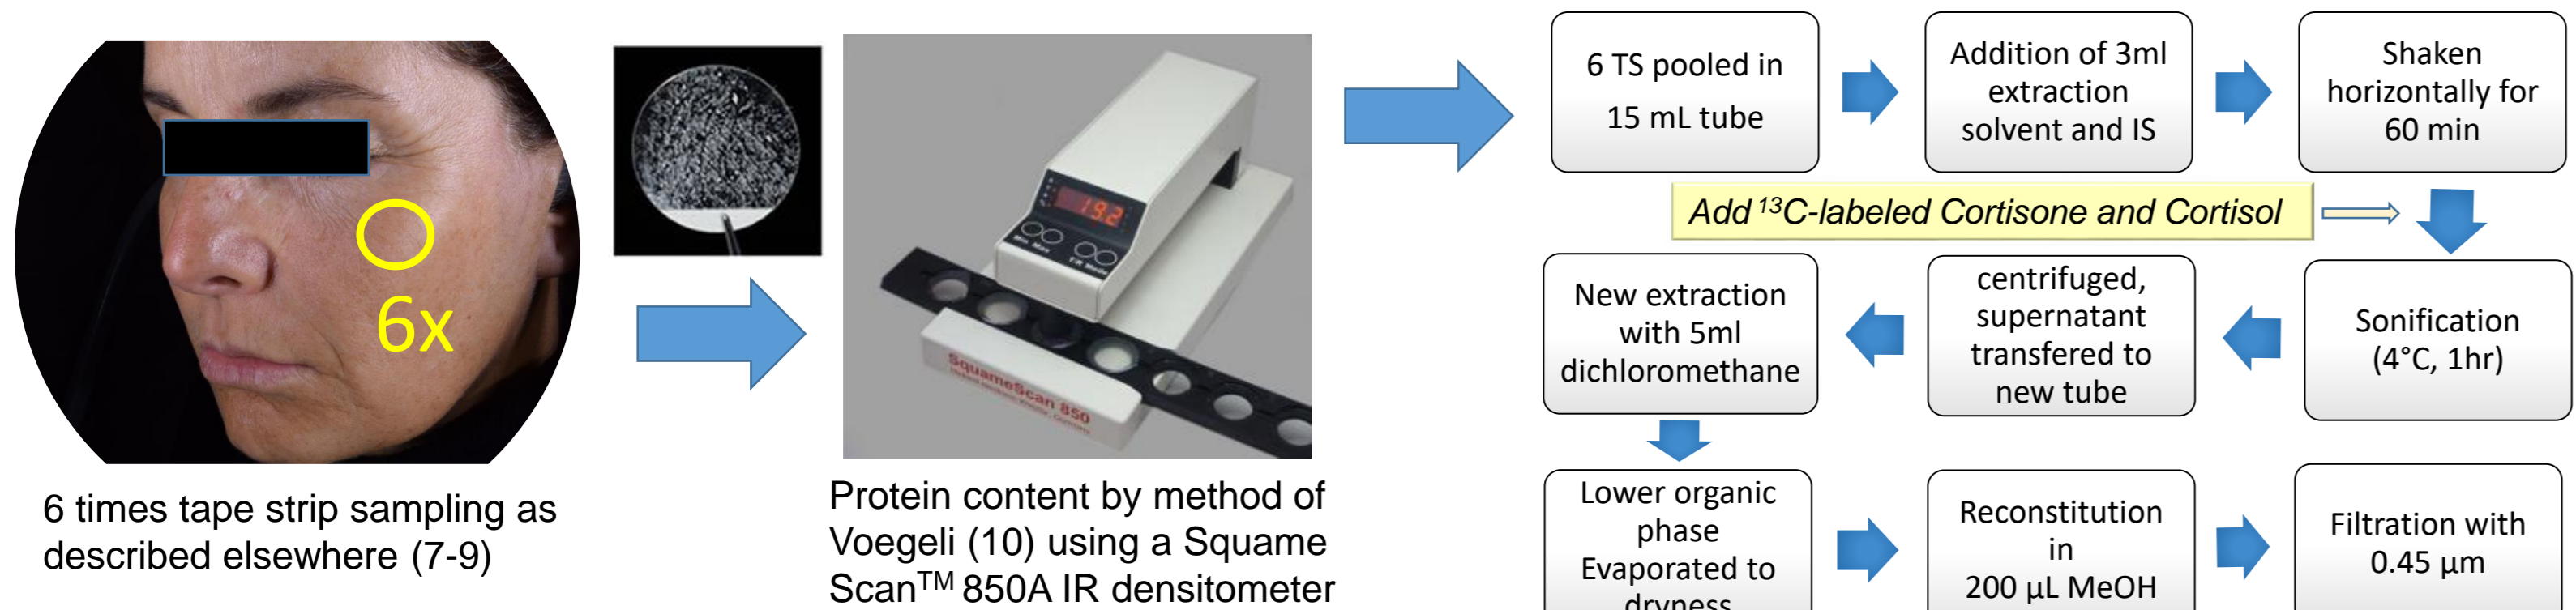 6x
6 times tape strip sampling as
described elsewhere (7-9)
192
Min. Max
T/R Mode
SquameScan 850
Protein content by method of
Voegeli (10) using a Squame
Scan™ 850A IR densitometer
6 TS pooled in
15 mL tube
Addition of 3ml
extraction
solvent and IS
Shaken
horizontally for
60 min
Add ¹³C-labeled Cortisone and Cortisol
Sonification
(4°C, 1hr)
centrifuged,
supernatant
transfered to
new tube
New extraction
with 5ml
dichloromethane
Lower organic
phase
Evaporated to
dryness
Reconstitution
in
200 µL MeOH
Filtration with
0.45 µm